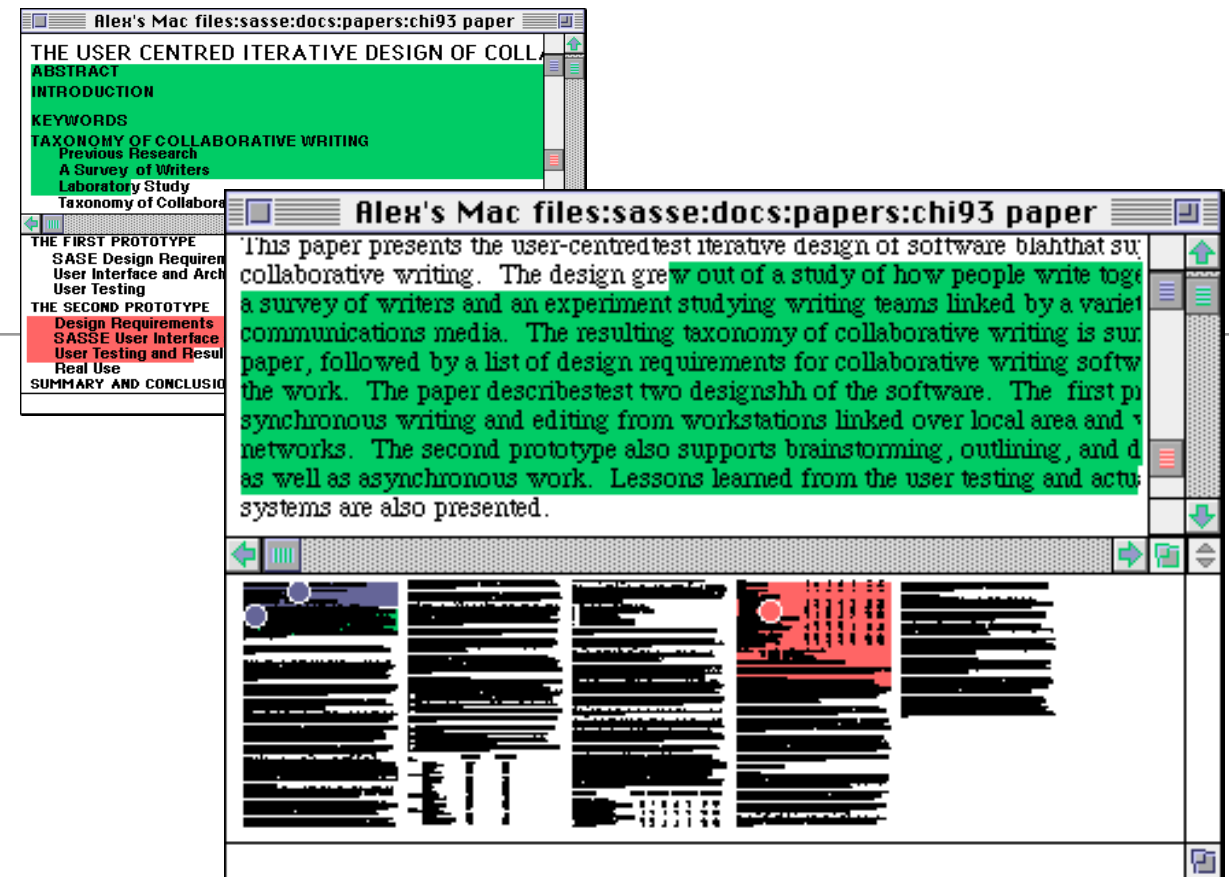 Alex's Mac files:sasse:docs:papers:chi93 paper
THE USER CENTRED ITERATIVE DESIGN OF COLLA
ABSTRACT
INTRODUCTION
KEYWORDS
TAXONOMY OF COLLABORATIVE WRITING
Previous Research
A Survey of Writers
Laboratory Study
Taxonomy of Collabora
THE FIRST PROTOTYPE
SASE Design Requiren
User Interface and Arch
User Testing
THE SECOND PROTOTYPE
Design Requirements
SASSE User Interface
User Testing and Resul
Real Use
SUMMARY AND CONCLUSIO
Alex's Mac files:sasse:docs:papers:chi93 paper
This paper presents the user-centredtest iterative design of software blahthat su
collaborative writing. The design grew out of a study of how people write toge
a survey of writers and an experiment studying writing teams linked by a variet
communications media. The resulting taxonomy of collaborative writing is sum
paper, followed by a list of design requirements for collaborative writing softw
the work. The paper describestest two designshh of the software. The first pr
synchronous writing and editing from workstations linked over local area and
networks. The second prototype also supports brainstorming, outlining, and d
as well as asynchronous work. Lessons learned from the user testing and actu
systems are also presented.